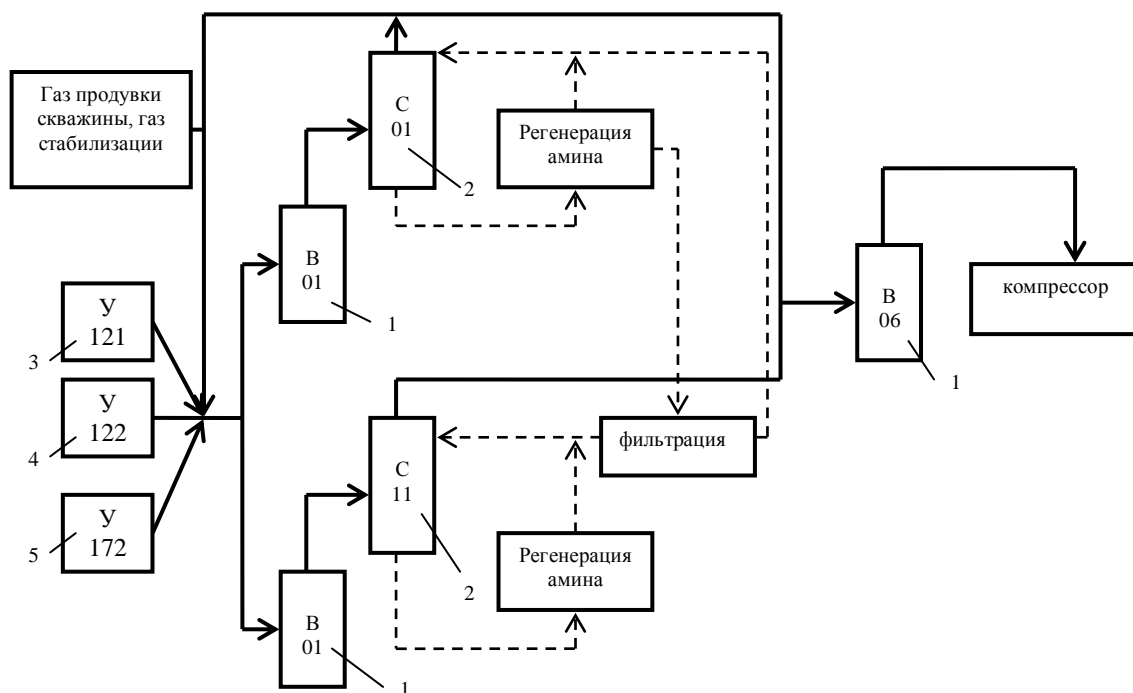 Газ продувки
скважины, газ
стабилизации
С
01
2
Регенерация
амина
В
01
1
У
121
3
У
122
4
У
172
5
В
06
1
компрессор
фильтрация
С
11
2
Регенерация
амина
В
01
1